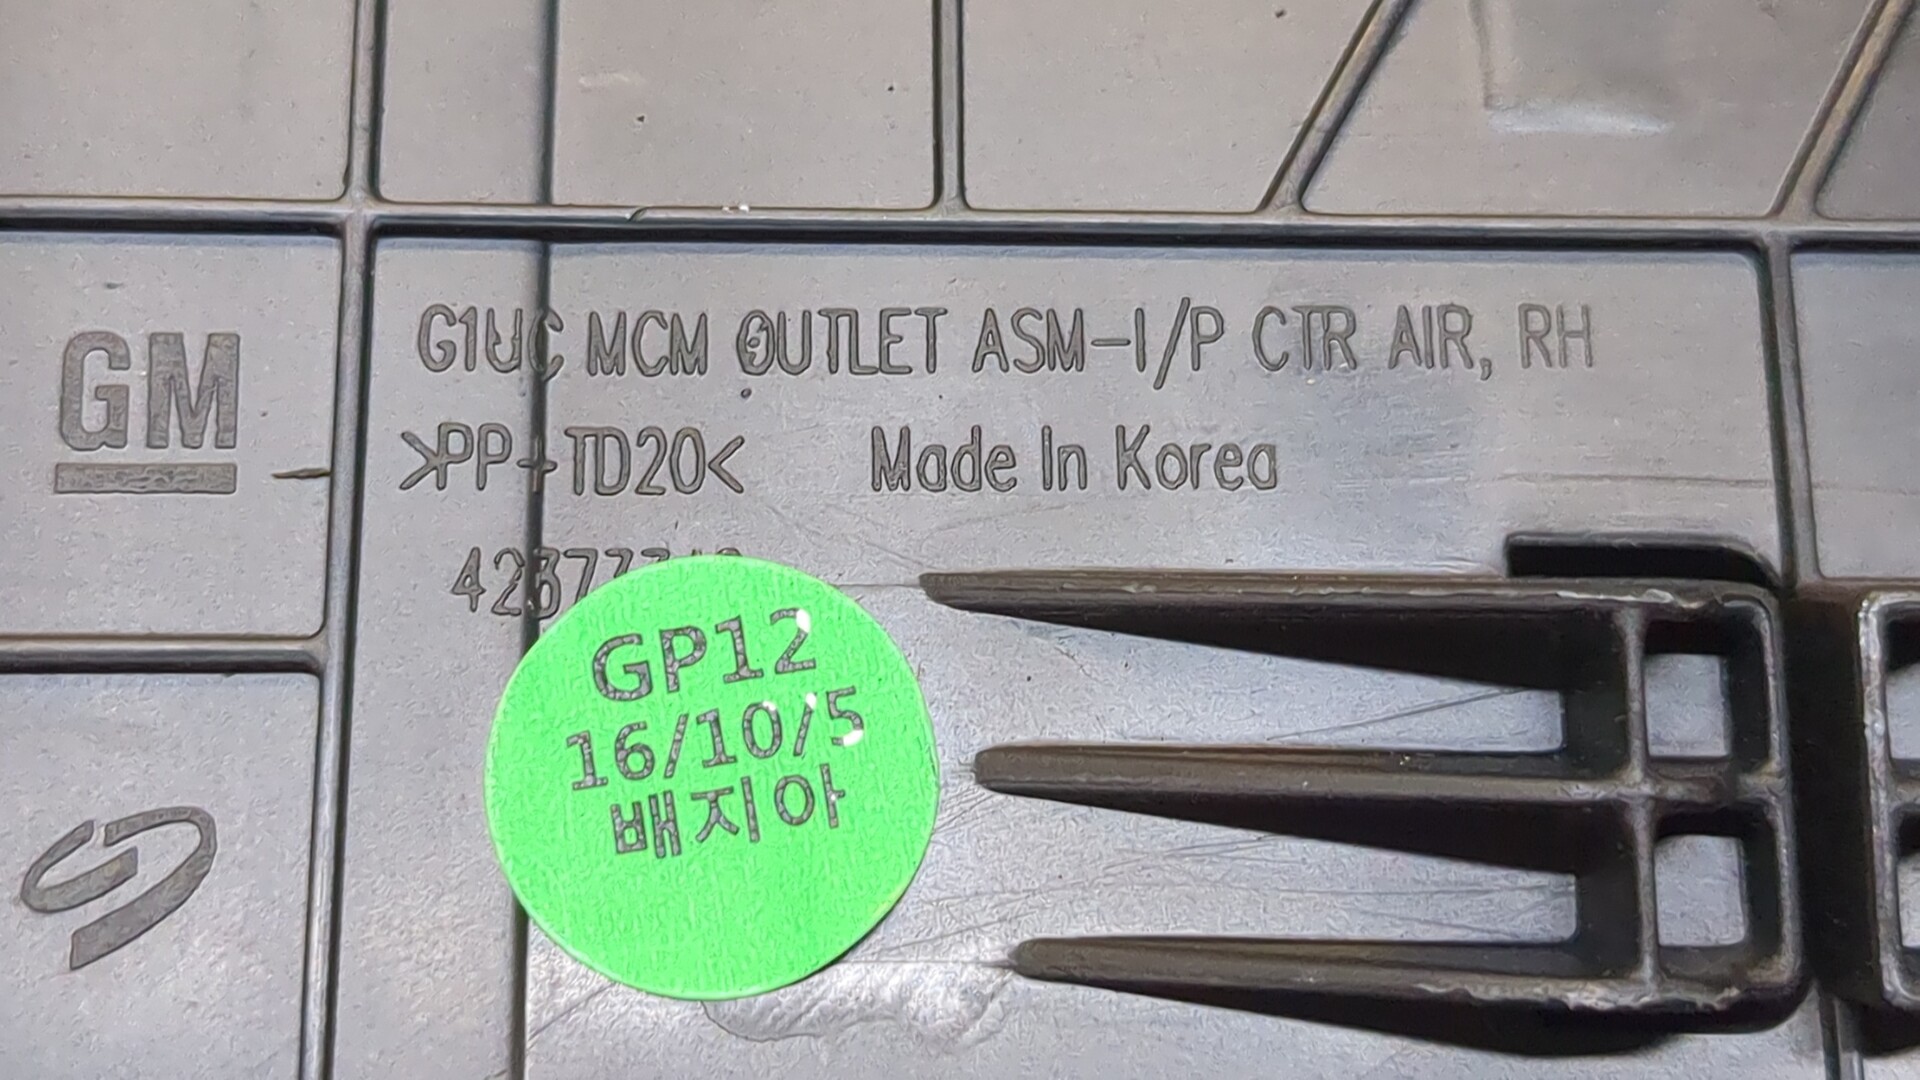 GM
G1UC MCM OUTLET ASM-I/P CTR AIR, RH
>PP+TD20<
Made In Korea
GP12
16/10/5
배지아